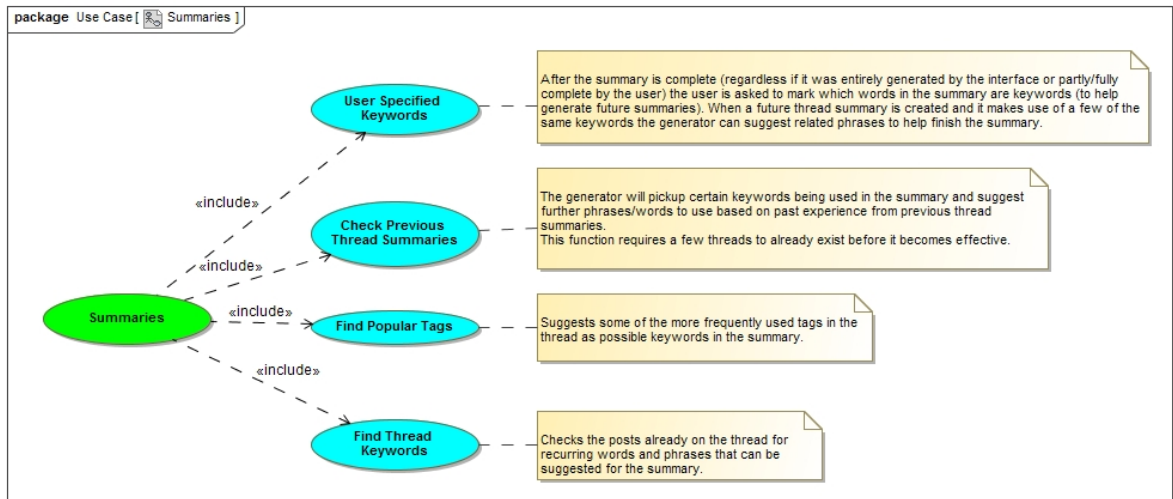 package Use Case [ Summaries ]
After the summary is complete (regardless if it was entirely generated by the interface or partly/fully
complete by the user) the user is asked to mark which words in the summary are keywords (to help
generate future summaries). When a future thread summary is created and it makes use of a few of the
same keywords the generator can suggest related phrases to help finish the summary.
User Specified
Keywords
«include»
The generator will pickup certain keywords being used in the summary and suggest
further phrases/words to use based on past experience from previous thread
summaries.
This function requires a few threads to already exist before it becomes effective.
Check Previous
Thread Summaries
«include»
Summaries
«include»
Find Popular Tags
Suggests some of the more frequently used tags in the
thread as possible keywords in the summary.
«include»
Find Thread
Keywords
Checks the posts already on the thread for
recurring words and phrases that can be
suggested for the summary.